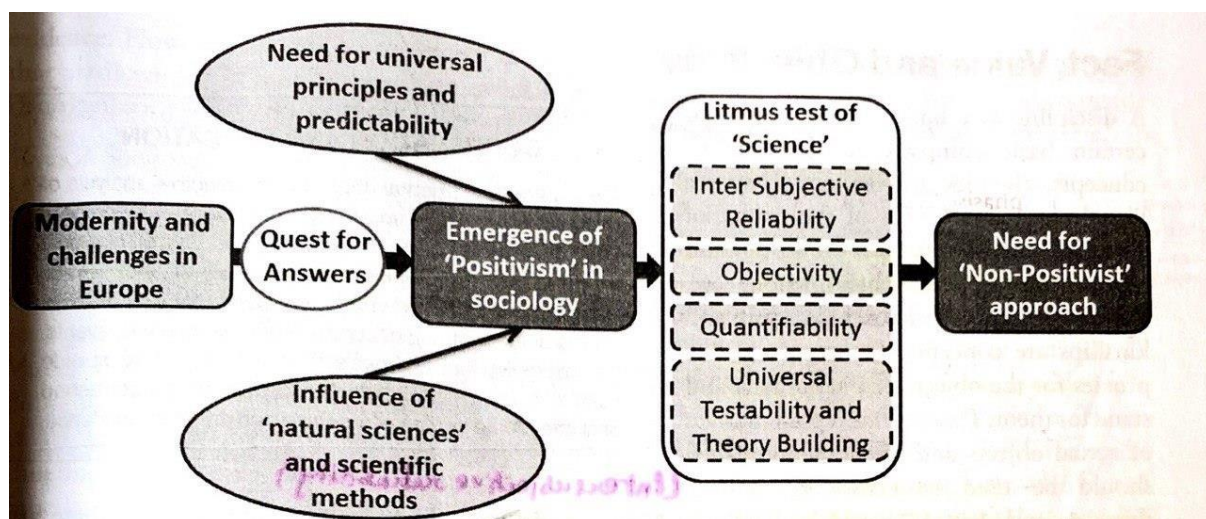 Need for universal
principles and
predictability
Modernity and
challenges in
Europe
Quest for
Answers
Emergence of
‘Positivism’ in
sociology
Influence of
‘natural sciences’
and scientific
methods
Litmus test of
‘Science’
Inter Subjective
Reliability
Objectivity
Quantifiability
Universal
Testability and
Theory Building
Need for
‘Non-Positivist’
approach